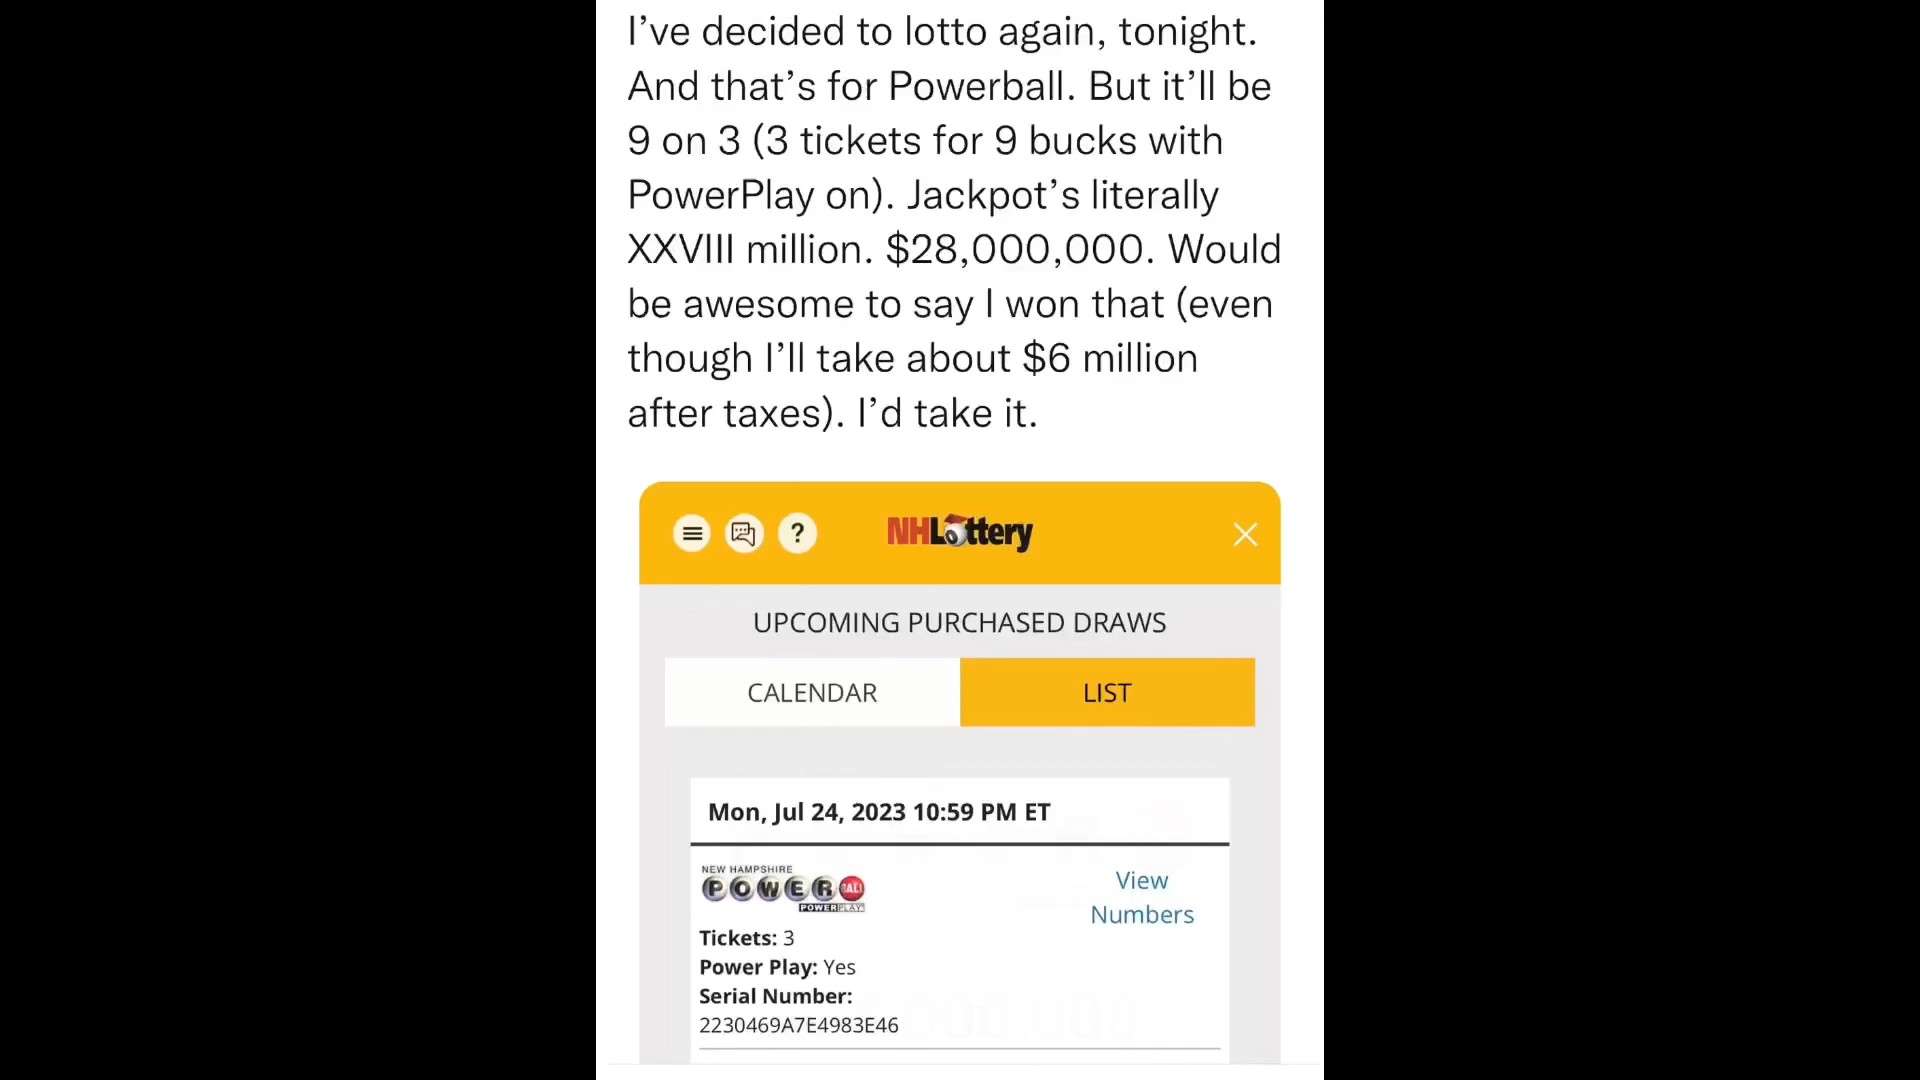 I’ve decided to lotto again, tonight.
And that’s for Powerball. But it’ll be
9 on 3 (3 tickets for 9 bucks with
PowerPlay on). Jackpot’s literally
XXVIII million. $28,000,000. Would
be awesome to say I won that (even
though I’ll take about $6 million
after taxes). I’d take it.
?
NHLottery
UPCOMING PURCHASED DRAWS
CALENDAR
LIST
Mon, Jul 24, 2023 10:59 PM ET
NEW HAMPSHIRE
POWERBALL
POWERPLAY
View
Numbers
Tickets: 3
Power Play: Yes
Serial Number:
2230469A7E4983E46